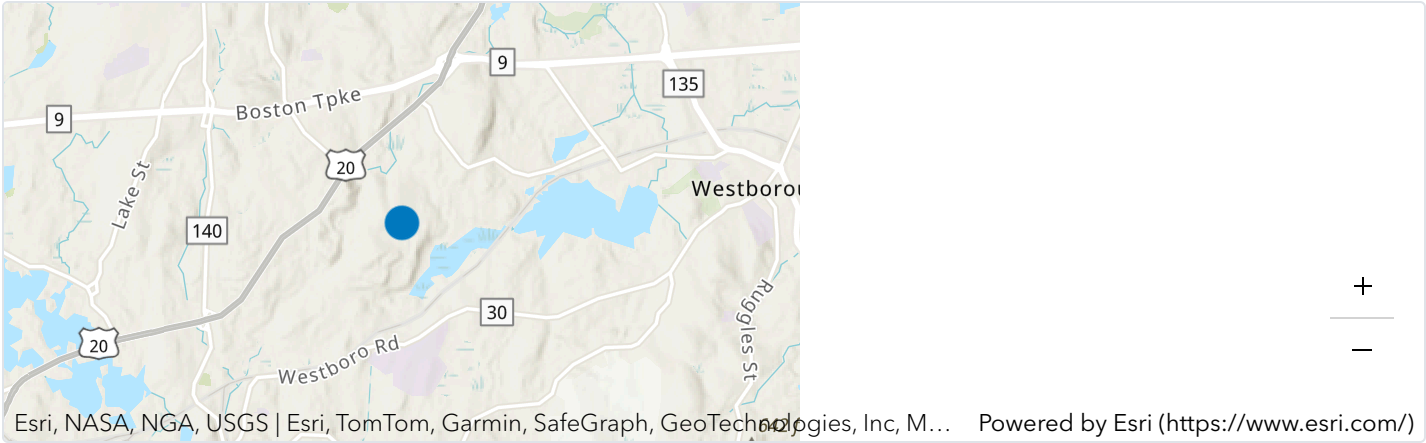 9
135
Boston Tpke
9
20
Westborou
Lake St
140
30
Ruggles St
20
Westboro Rd
642
Esri, NASA, NGA, USGS | Esri, TomTom, Garmin, SafeGraph, GeoTechnologies, Inc, M... Powered by Esri (https://www.esri.com/)
+
−